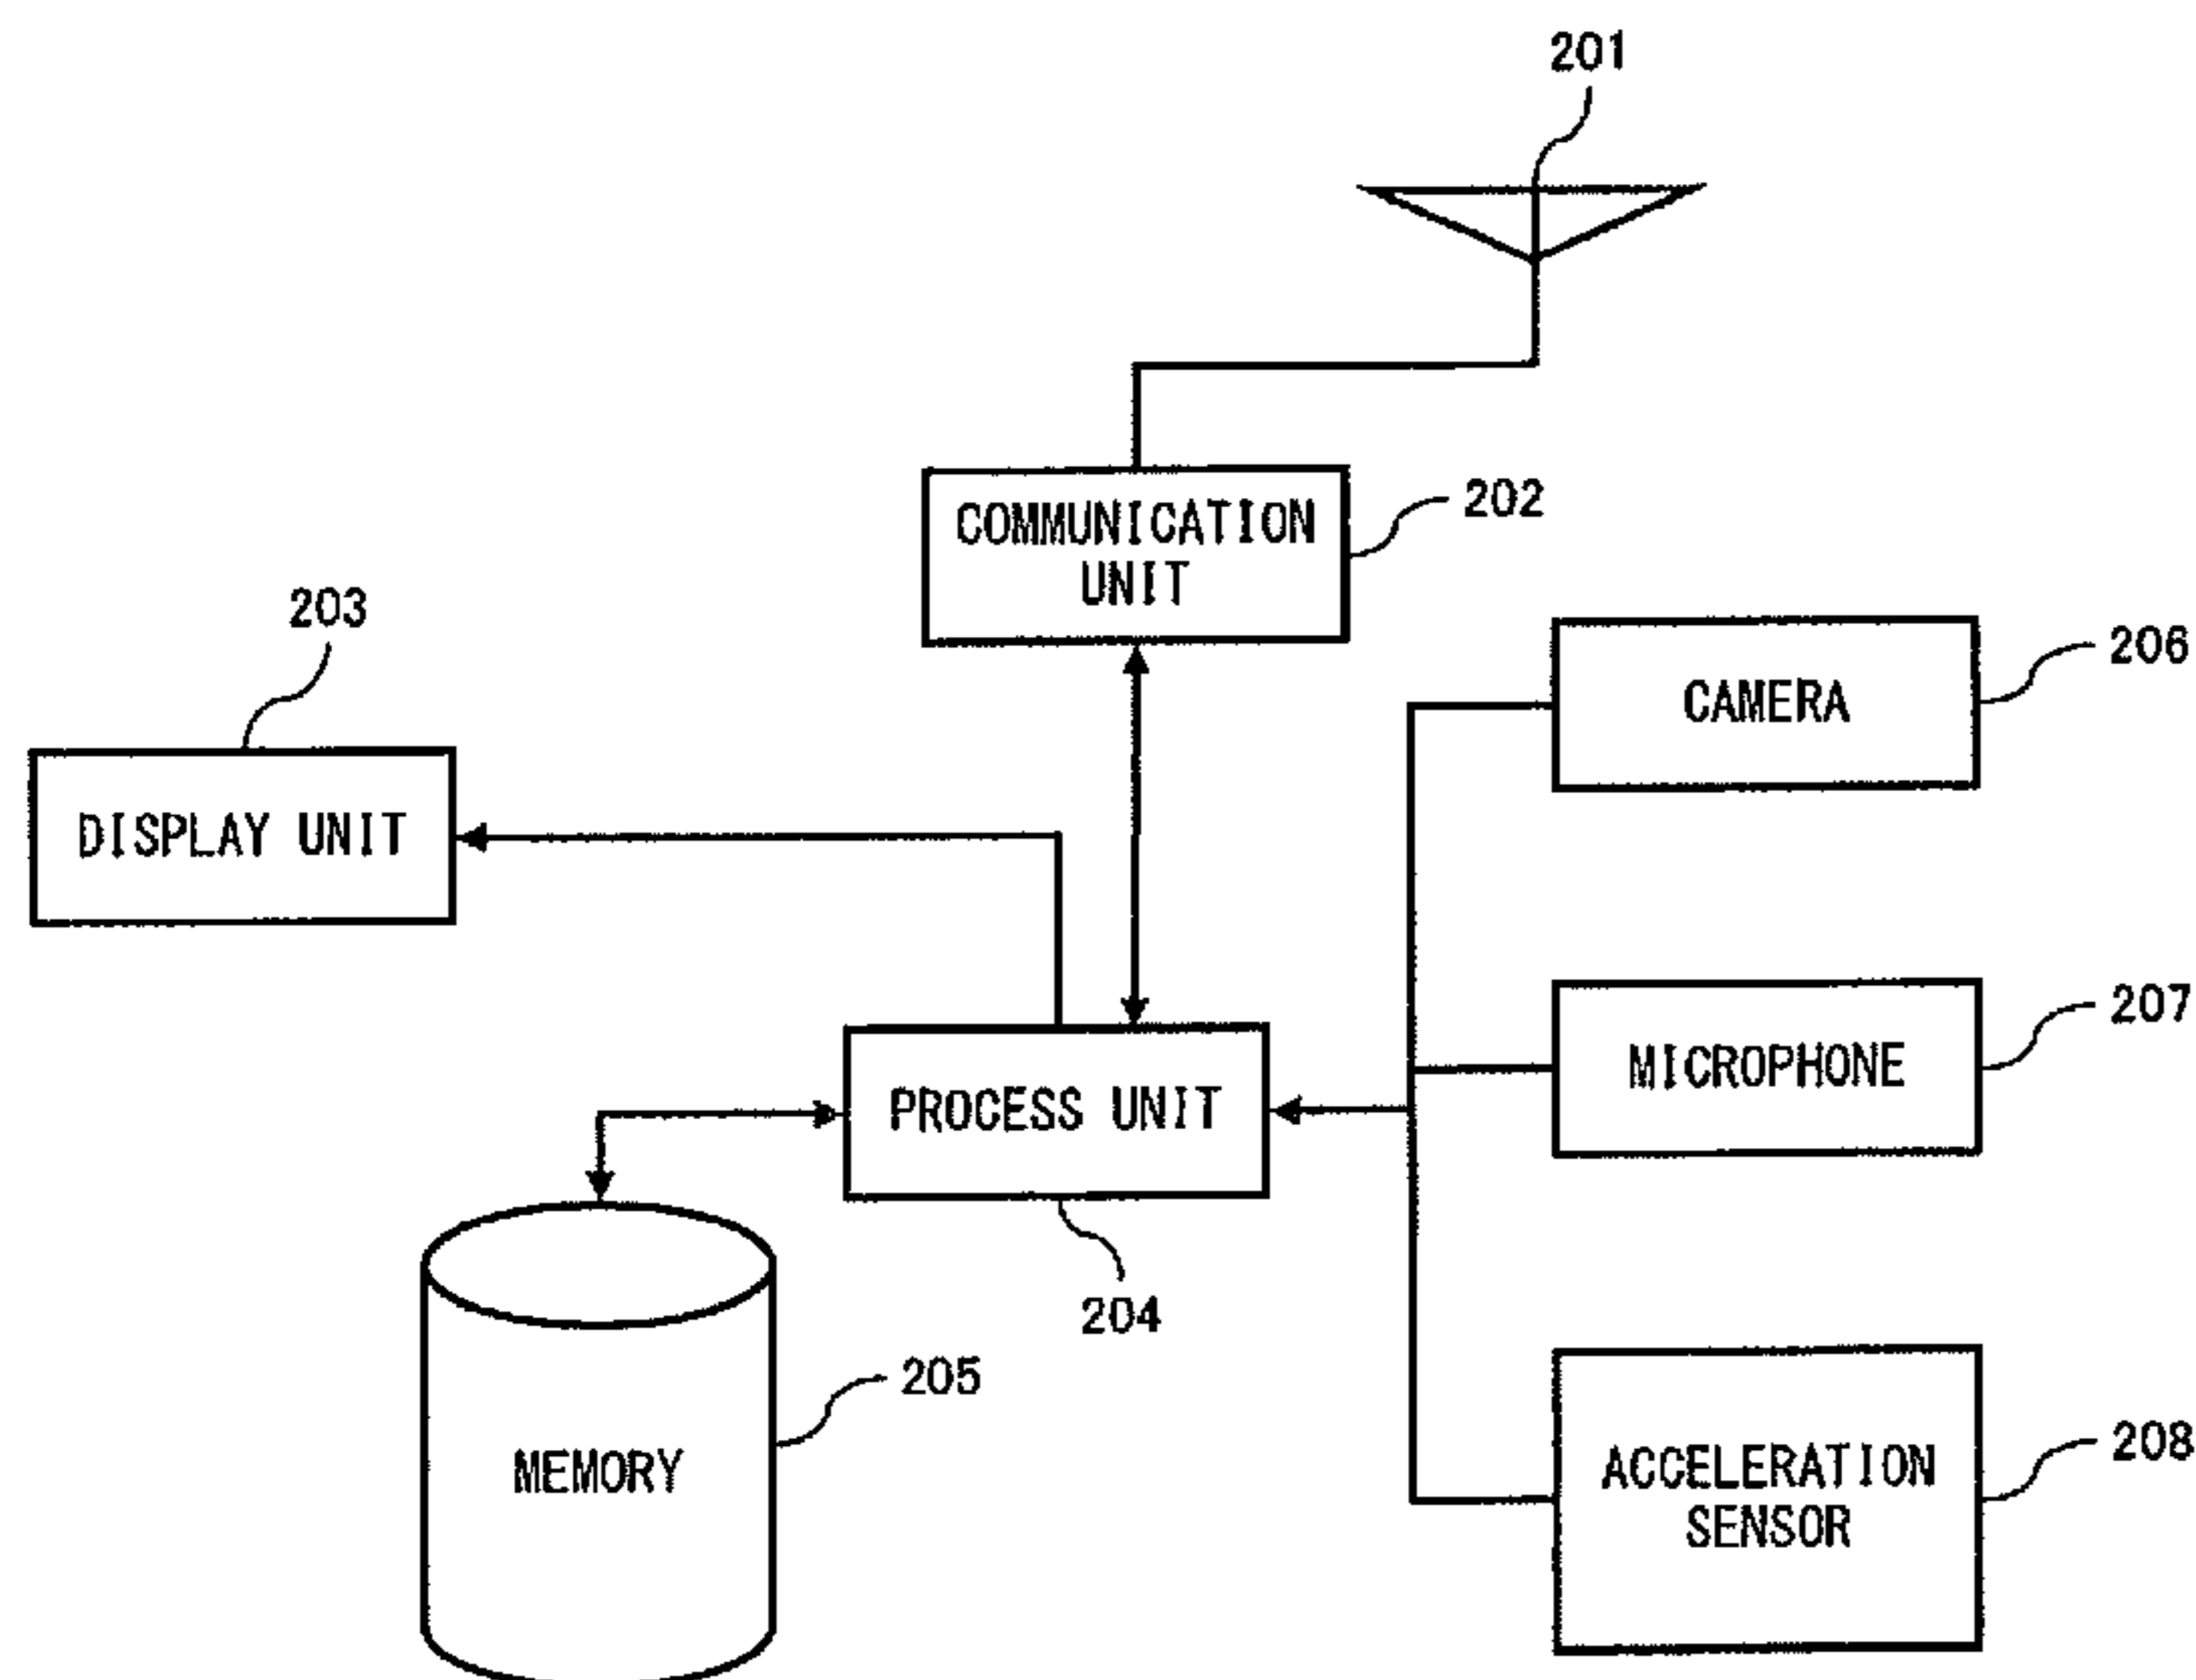 201
COMMUNICATION
UNIT
202
203
DISPLAY UNIT
CAMERA
206
MICROPHONE
207
PROCESS UNIT
204
MEMORY
205
ACCELERATION
SENSOR
208